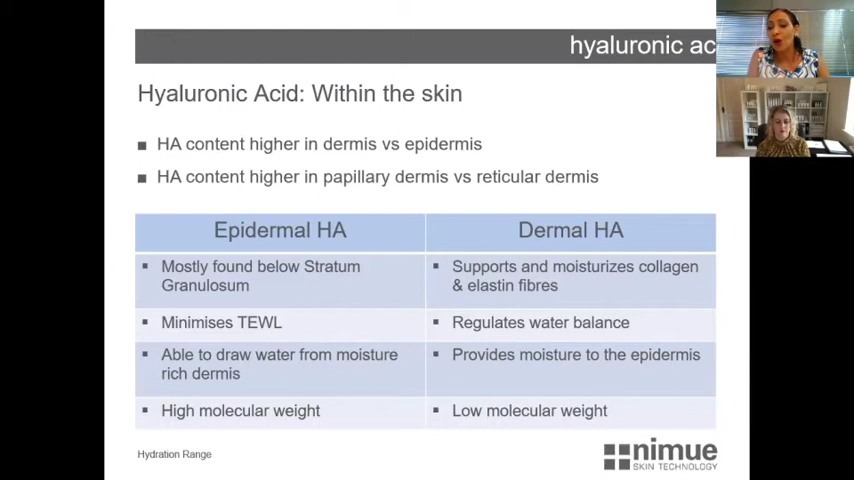 hyaluronic ac
Hyaluronic Acid: Within the skin
■ HA content higher in dermis vs epidermis
■ HA content higher in papillary dermis vs reticular dermis
Epidermal HA
Dermal HA
▪ Mostly found below Stratum
Granulosum
▪ Supports and moisturizes collagen
& elastin fibres
▪ Minimises TEWL
▪ Regulates water balance
▪ Able to draw water from moisture
rich dermis
▪ Provides moisture to the epidermis
▪ High molecular weight
▪ Low molecular weight
Hydration Range
nimue
SKIN TECHNOLOGY